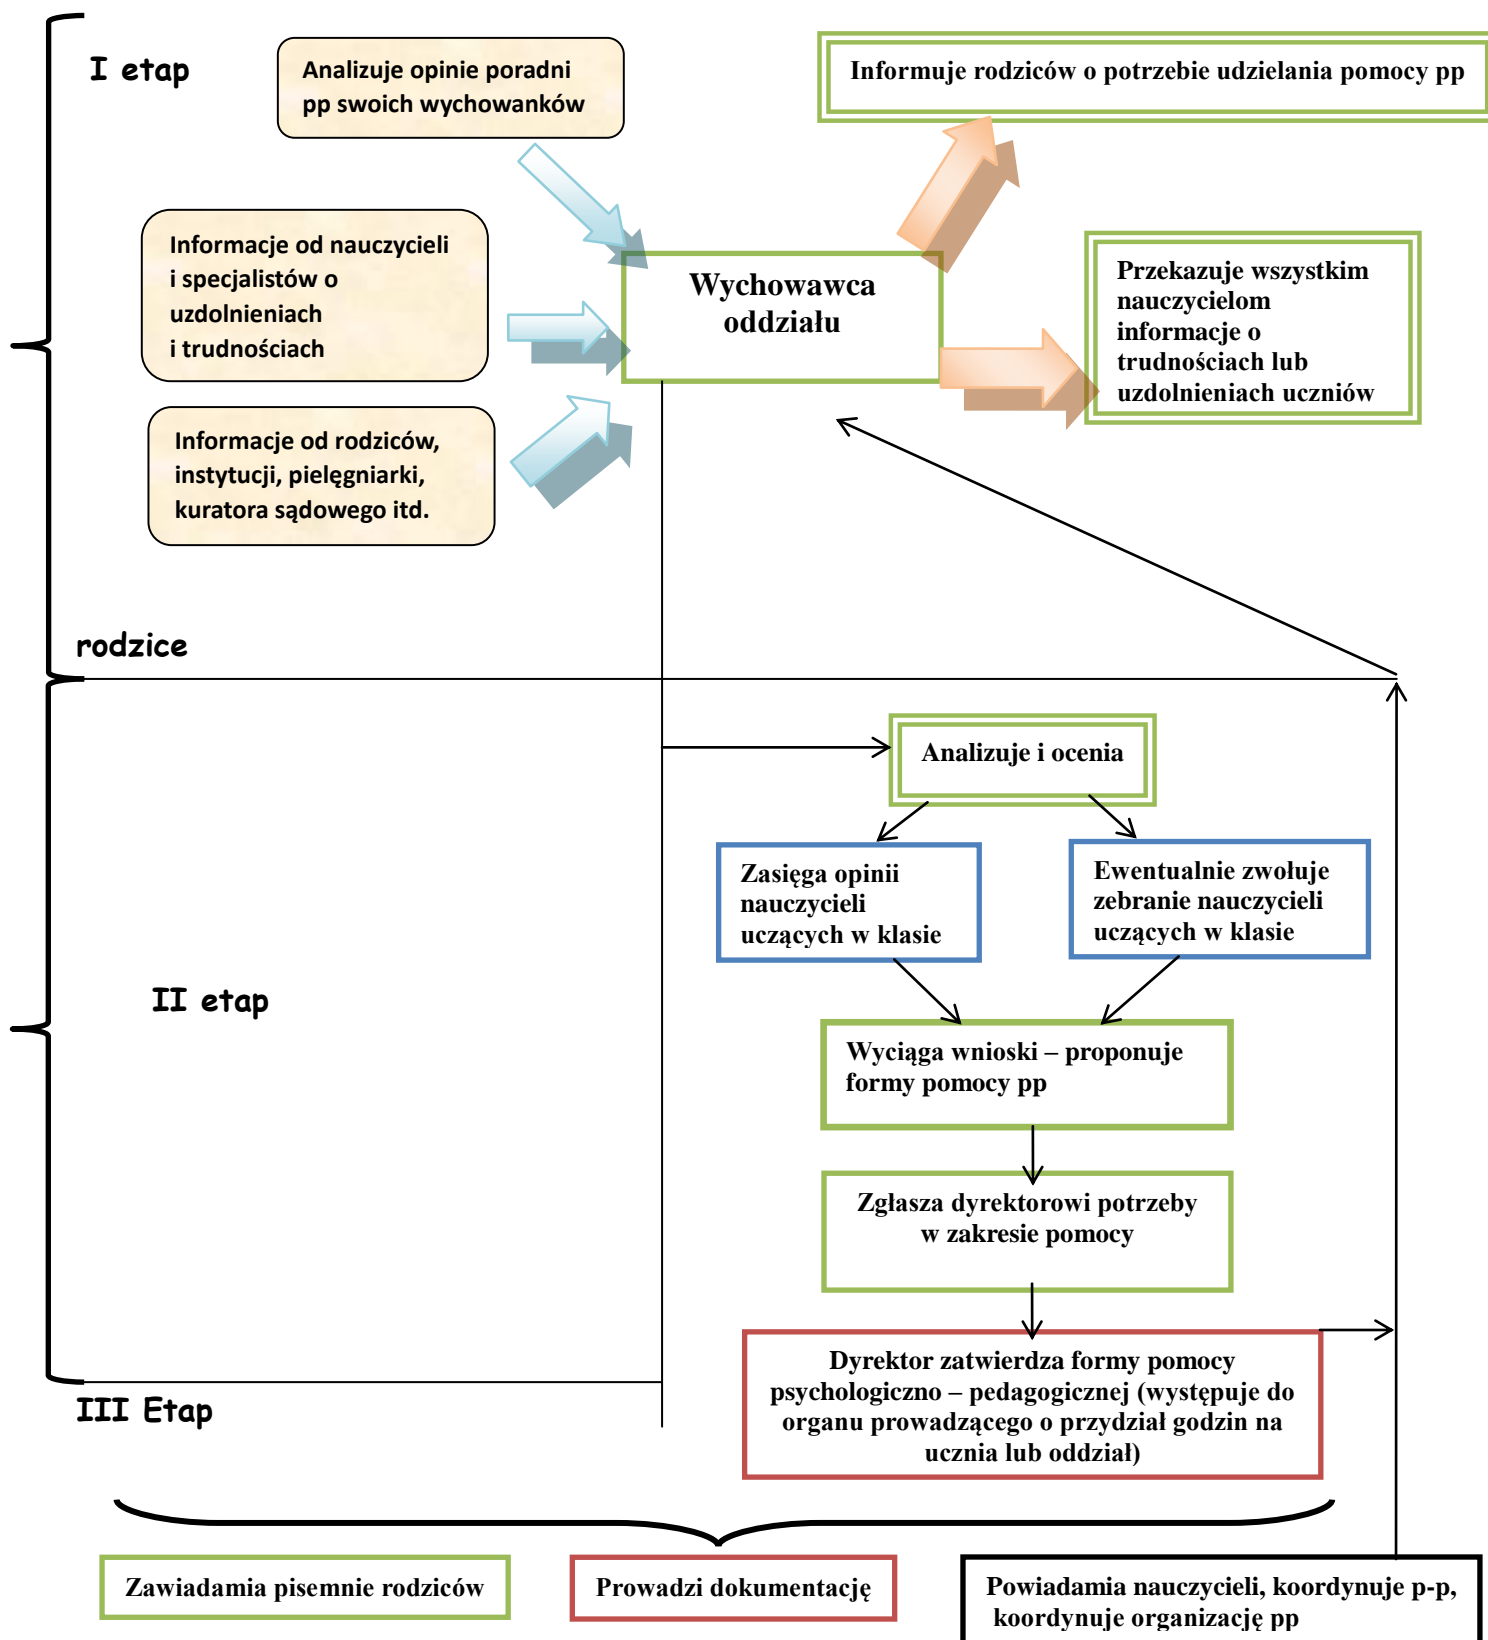 I etap
Analizuje opinie poradni
pp swoich wychowanków
Informuje rodziców o potrzebie udzielania pomocy pp
Informacje od nauczycieli
i specjalistów o
uzdolnieniach
i trudnościach
Wychowawca
oddziału
Przekazuje wszystkim
nauczycielom
informacje o
trudnościach lub
uzdolnieniach uczniów
Informacje od rodziców,
instytucji, pielęgniarki,
kuratora sądowego itd.
rodzice
Analizuje i ocenia
Zasięga opinii
nauczycieli
uczących w klasie
Ewentualnie zwołuje
zebranie nauczycieli
uczących w klasie
II etap
Wyciąga wnioski – proponuje
formy pomocy pp
Zgłasza dyrektorowi potrzeby
w zakresie pomocy
Dyrektor zatwierdza formy pomocy
psychologiczno – pedagogicznej (występuje do
organu prowadzącego o przydział godzin na
ucznia lub oddział)
III Etap
Zawiadamia pisemnie rodziców
Prowadzi dokumentację
Powiadamia nauczycieli, koordynuje p-p,
koordynuje organizację pp